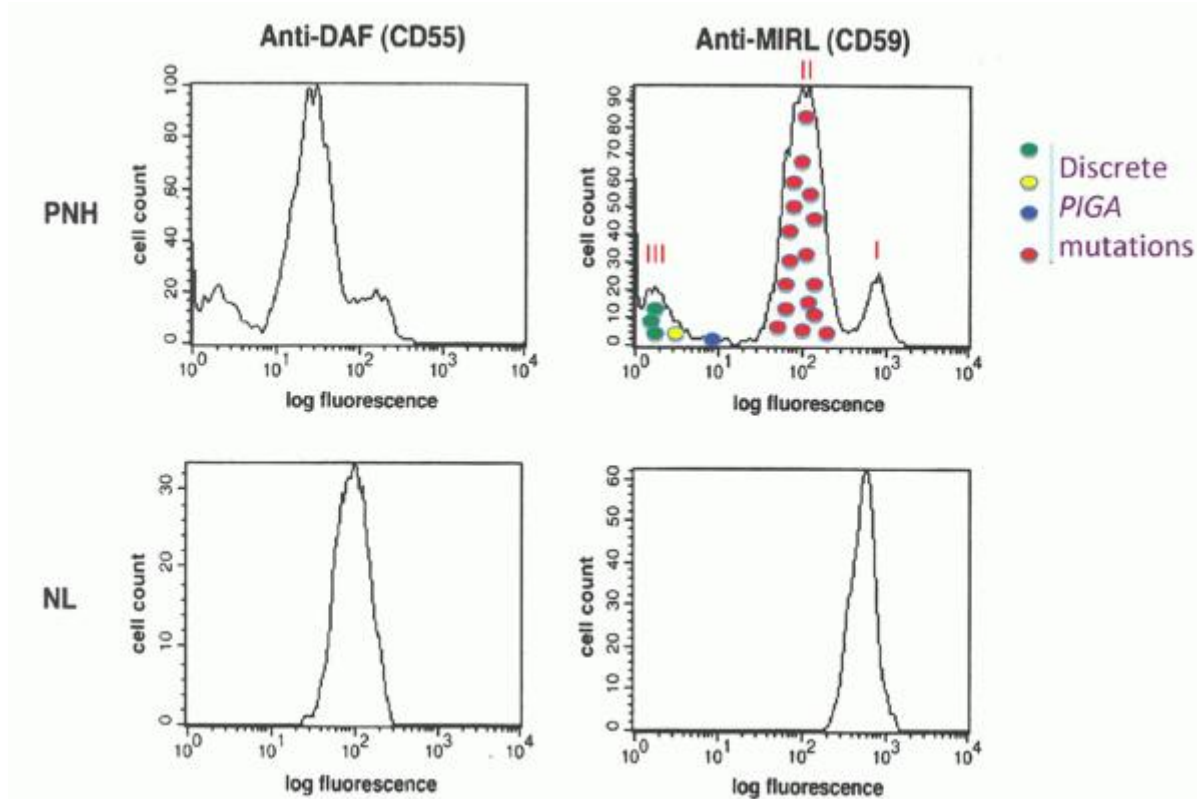 Anti-DAF (CD55)
Anti-MIRL (CD59)
PNH
cell count
100
80
60
40
20
0
10⁰ 10¹ 10² 10³ 10⁴
log fluorescence
cell count
90
80
70
60
50
40
30
20
10
0
III
II
I
10⁰ 10¹ 10² 10³ 10⁴
log fluorescence
Discrete
PIGA
mutations
NL
cell count
30
20
10
0
10⁰ 10¹ 10² 10³ 10⁴
log fluorescence
cell count
60
50
40
30
20
10
0
10⁰ 10¹ 10² 10³ 10⁴
log fluorescence